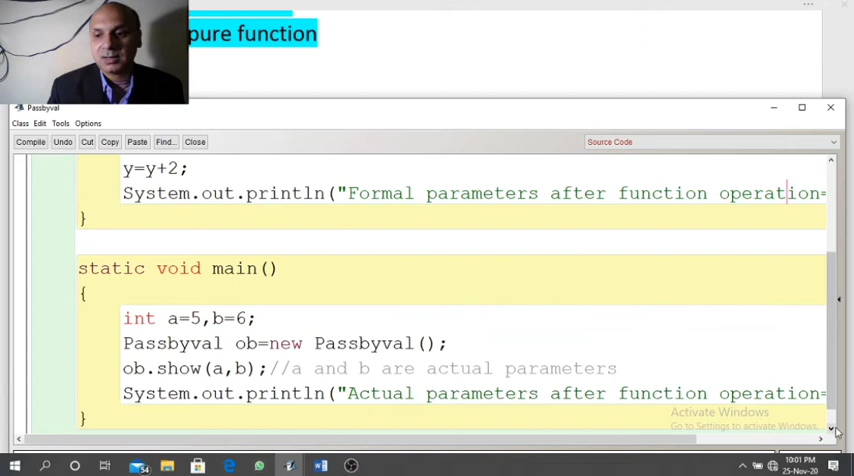 pure function
Passbyval
Class Edit Tools Options
Compile Undo Cut Copy Paste Find... Close Source Code
y=y+2;
System.out.println("Formal parameters after function operation=
}
static void main()
{
int a=5,b=6;
Passbyval ob=new Passbyval();
ob.show(a,b);//a and b are actual parameters
System.out.println("Actual parameters after function operation=
}
Activate Windows
Go to Settings to activate Windows.
54
10:01 PM
25-Nov-20